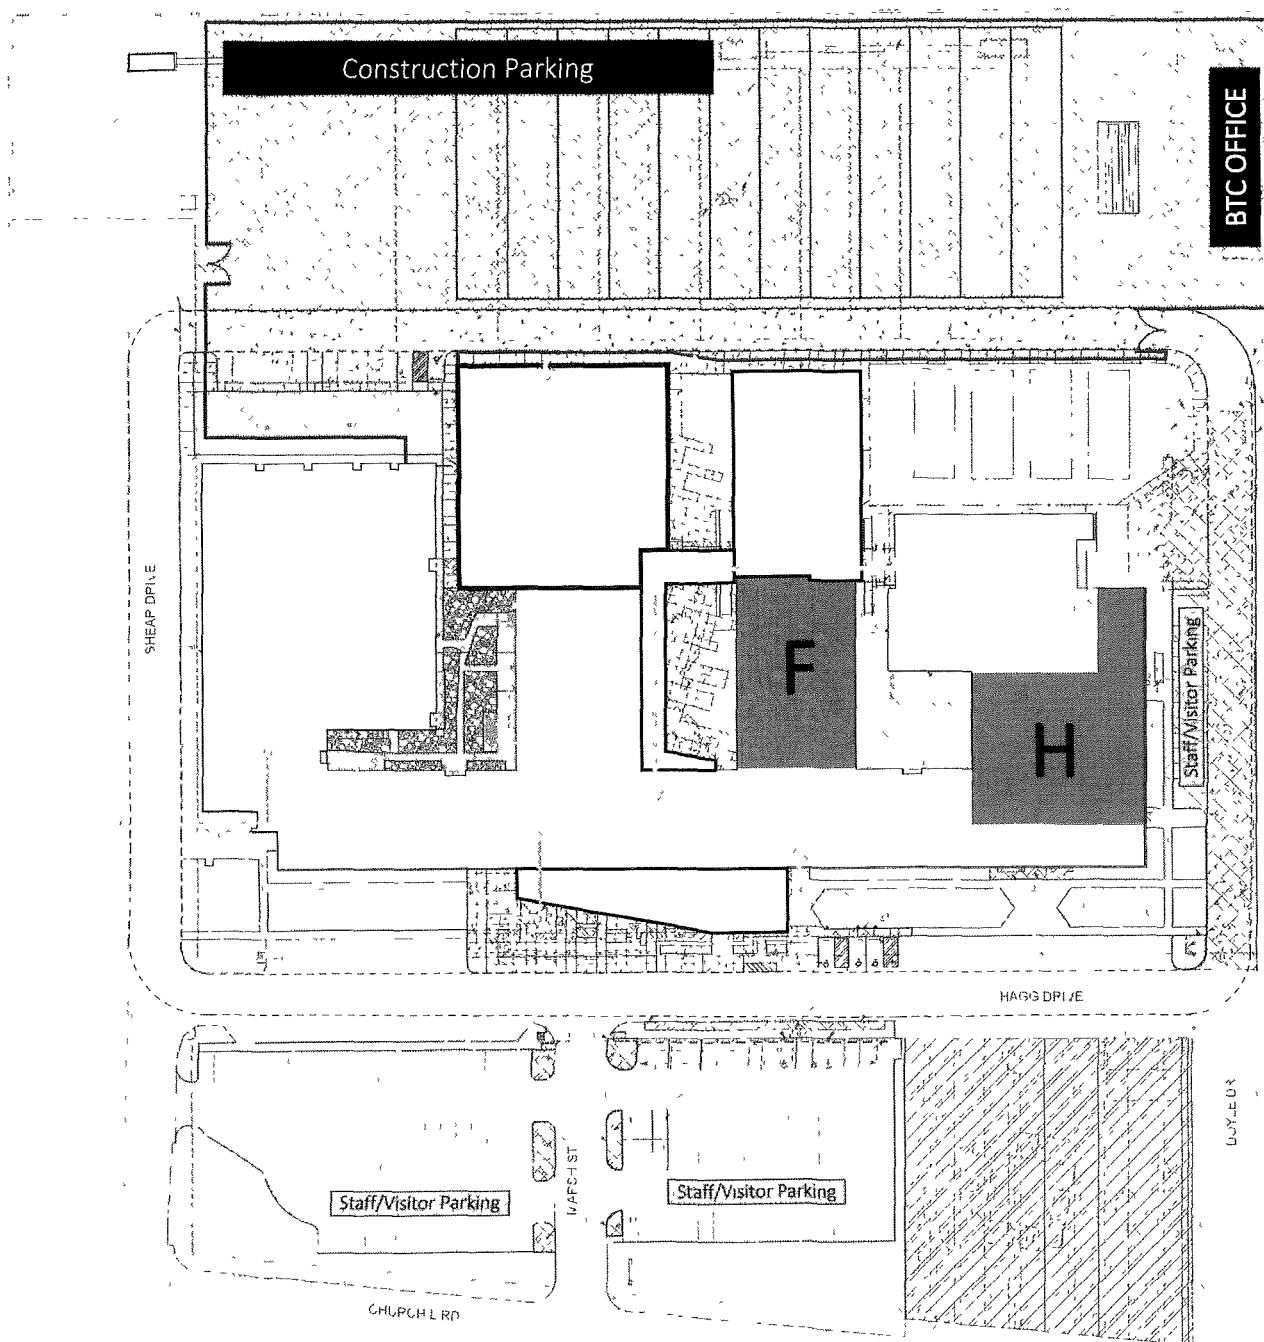 Construction Parking
BTC OFFICE
SHEAP DRIVE
F
H
Staff/Visitor Parking
HAGG DRIVE
Staff/Visitor Parking
Staff/Visitor Parking